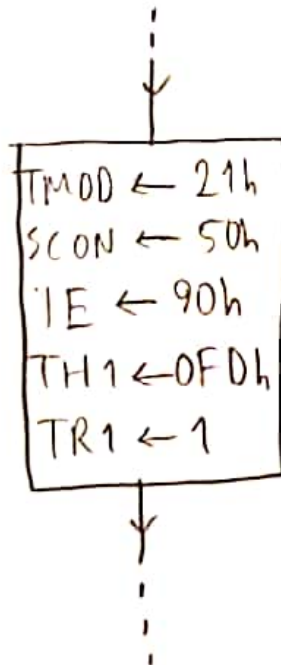 TMOD ← 21h
SCON ← 50h
IE ← 90h
TH1 ← 0FDh
TR1 ← 1